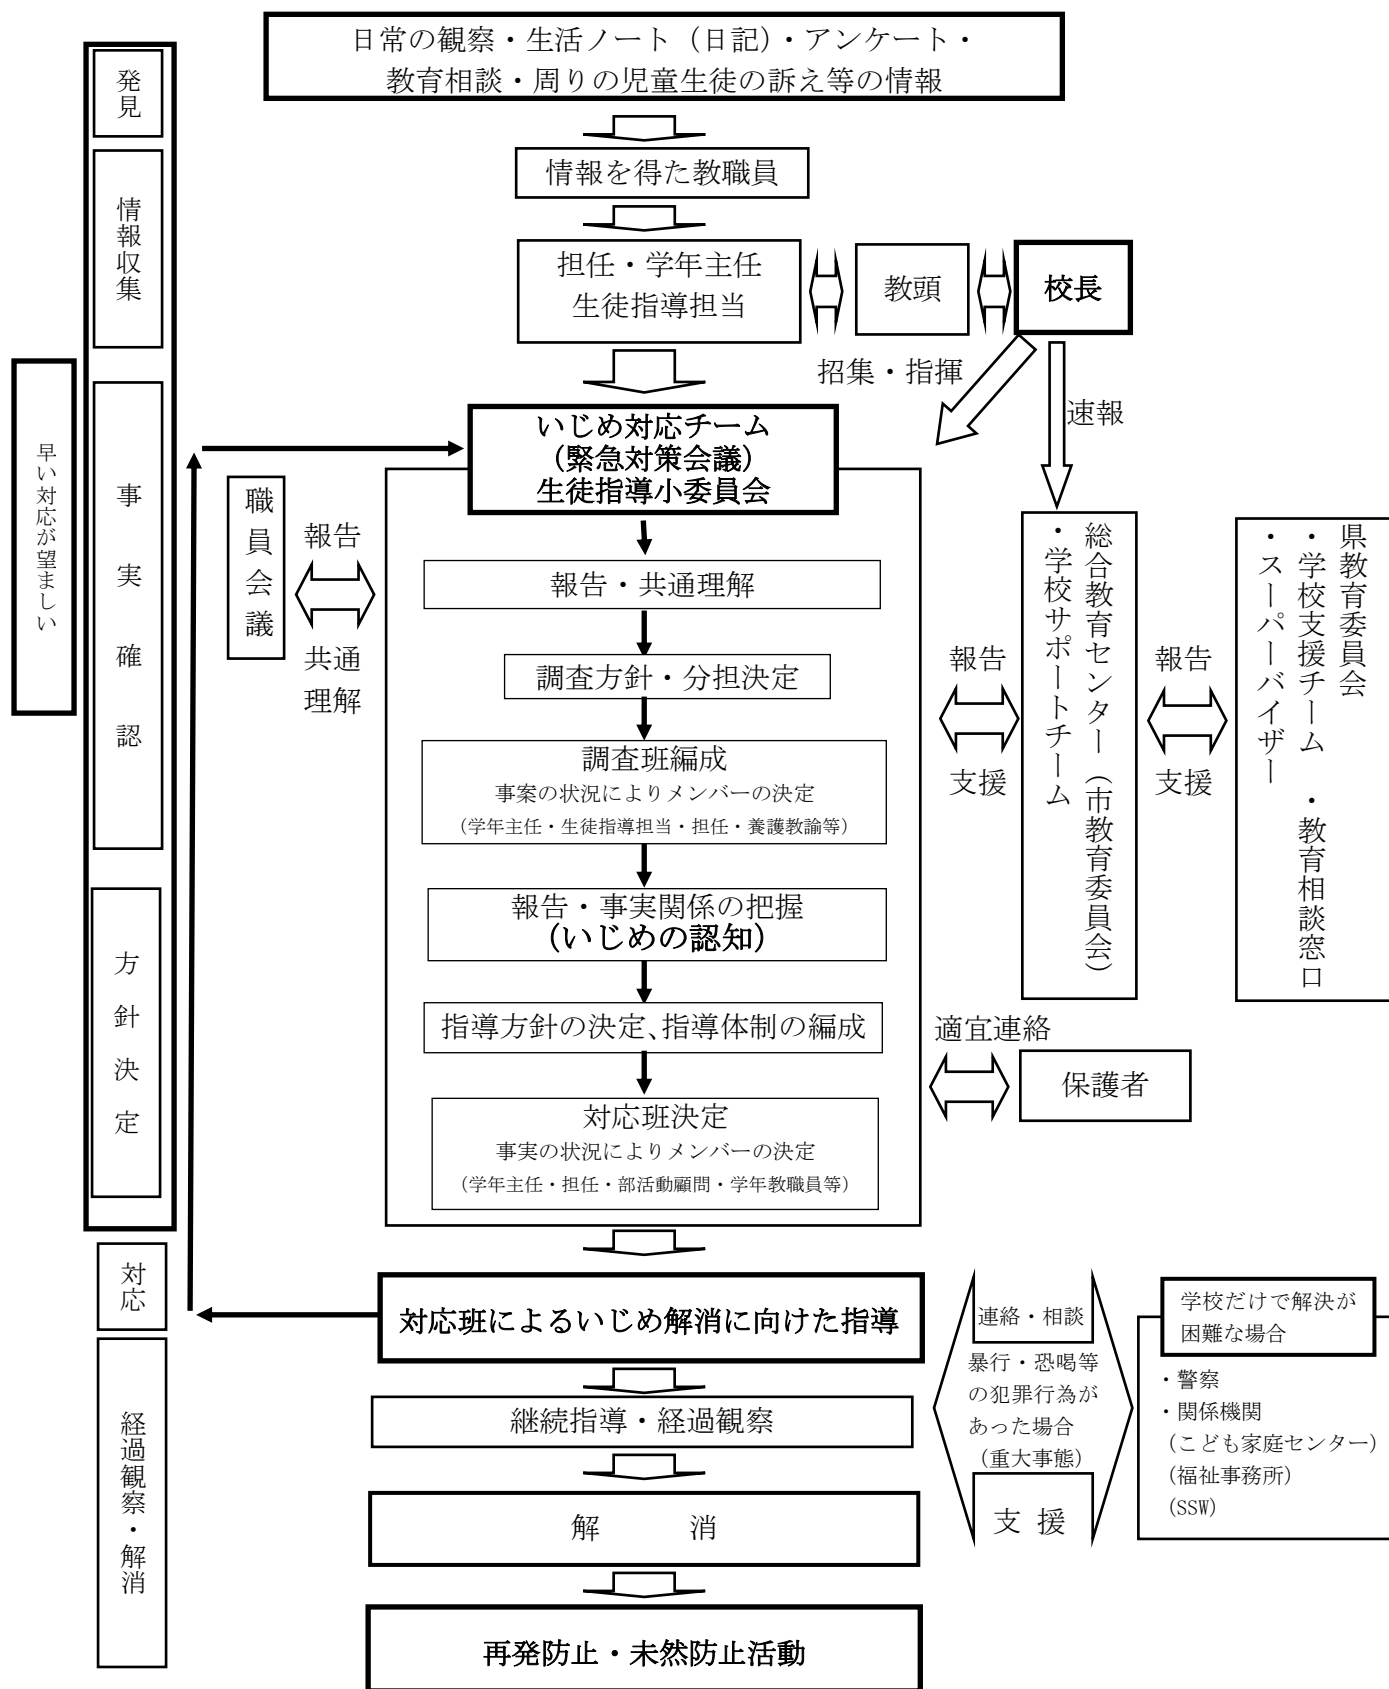 日常の観察・生活ノート（日記）・アンケート・
教育相談・周りの児童生徒の訴え等の情報
発見
情報収集
事実確認
方針決定
早い対応が望ましい
対応
経過観察・解消
情報を得た教職員
担任・学年主任
生徒指導担当
教頭
校長
招集・指揮
速報
いじめ対応チーム
（緊急対策会議）
生徒指導小委員会
職員会議
報告
共通
理解
報告・共通理解
調査方針・分担決定
調査班編成
事案の状況によりメンバーの決定
（学年主任・生徒指導担当・担任・養護教諭等）
報告・事実関係の把握
（いじめの認知）
指導方針の決定、指導体制の編成
対応班決定
事実の状況によりメンバーの決定
（学年主任・担任・部活動顧問・学年教職員等）
報告
支援
総合教育センター（市教育委員会）
・学校サポートチーム
報告
支援
県教育委員会
・学校支援チーム　・教育相談窓口
・スーパーバイザー
適宜連絡
保護者
対応班によるいじめ解消に向けた指導
連絡・相談
暴行・恐喝等
の犯罪行為が
あった場合
（重大事態）
支 援
学校だけで解決が
困難な場合
・警察
・関係機関
（こども家庭センター）
（福祉事務所）
（SSW）
継続指導・経過観察
解　　　消
再発防止・未然防止活動